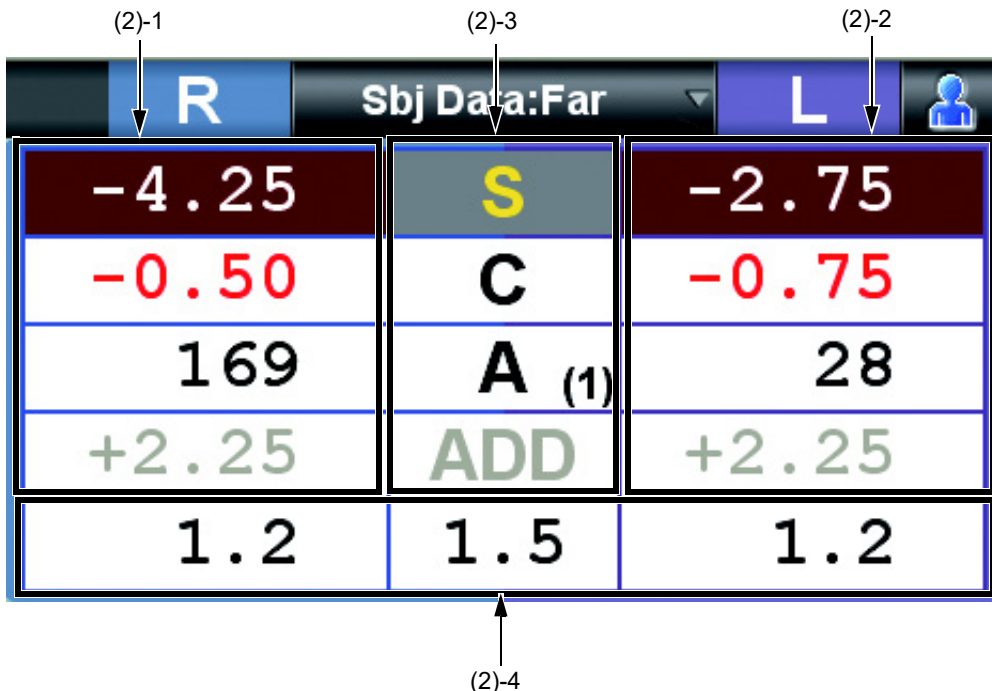 (2)-1 (2)-3 (2)-2
R Sbj Data:Far L
-4.25 S -2.75
-0.50 C -0.75
169 A (1) 28
+2.25 ADD +2.25
1.2 1.5 1.2
(2)-4